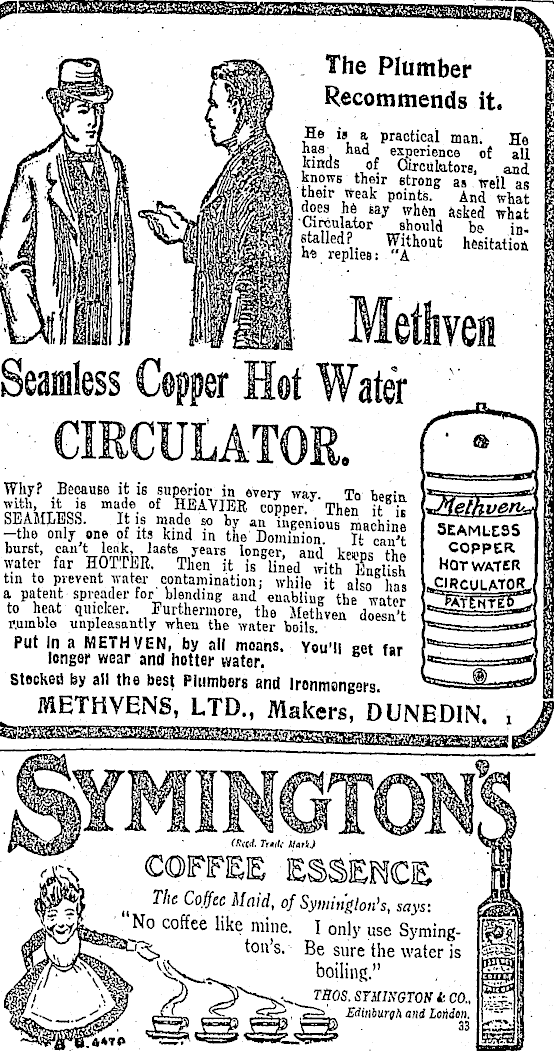 The Plumber
Recommends it.
He is a practical man. He
has had experience of all
kinds of Circulators, and
knows their strong as well as
their weak points. And what
does he say when asked what
Circulator should be in-
stalled? Without hesitation
he replies: "A
Methven
Seamless Copper Hot Water
CIRCULATOR.
Why? Because it is superior in every way. To begin
with, it is made of HEAVIER copper. Then it is
SEAMLESS. It is made so by an ingenious machine
—the only one of its kind in the Dominion. It can't
burst, can't leak, lasts years longer, and keeps the
water far HOTTER. Then it is lined with English
tin to prevent water contamination; while it also has
a patent spreader for blending and enabling the water
to heat quicker. Furthermore, the Methven doesn't
rumble unpleasantly when the water boils.
Put in a METHVEN, by all means. You'll get far
longer wear and hotter water.
Stocked by all the best Plumbers and Ironmongers.
METHVENS, LTD., Makers, DUNEDIN. 1
Methven
SEAMLESS
COPPER
HOT WATER
CIRCULATOR
PATENTED
SYMINGTON'S
(Regd. Trade Mark.)
COFFEE ESSENCE
The Coffee Maid, of Symington's, says:
"No coffee like mine. I only use Syming-
ton's. Be sure the water is
boiling."
THOS. SYMINGTON & CO.,
Edinburgh and London.
33